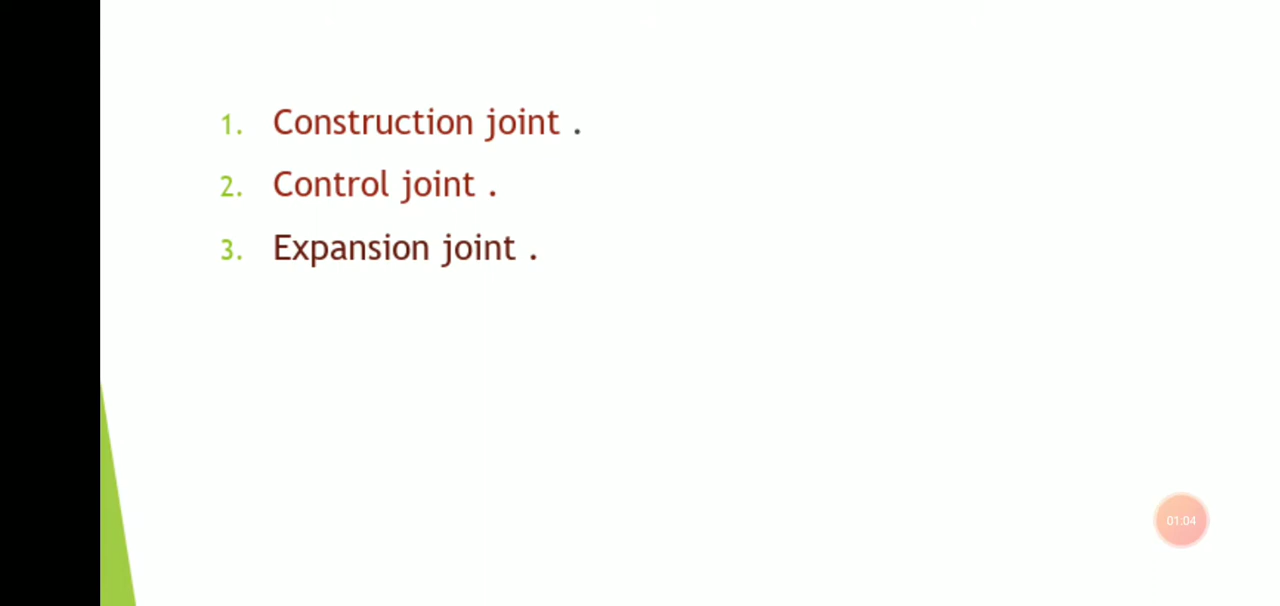 1. Construction joint .
2. Control joint .
3. Expansion joint .
01:04